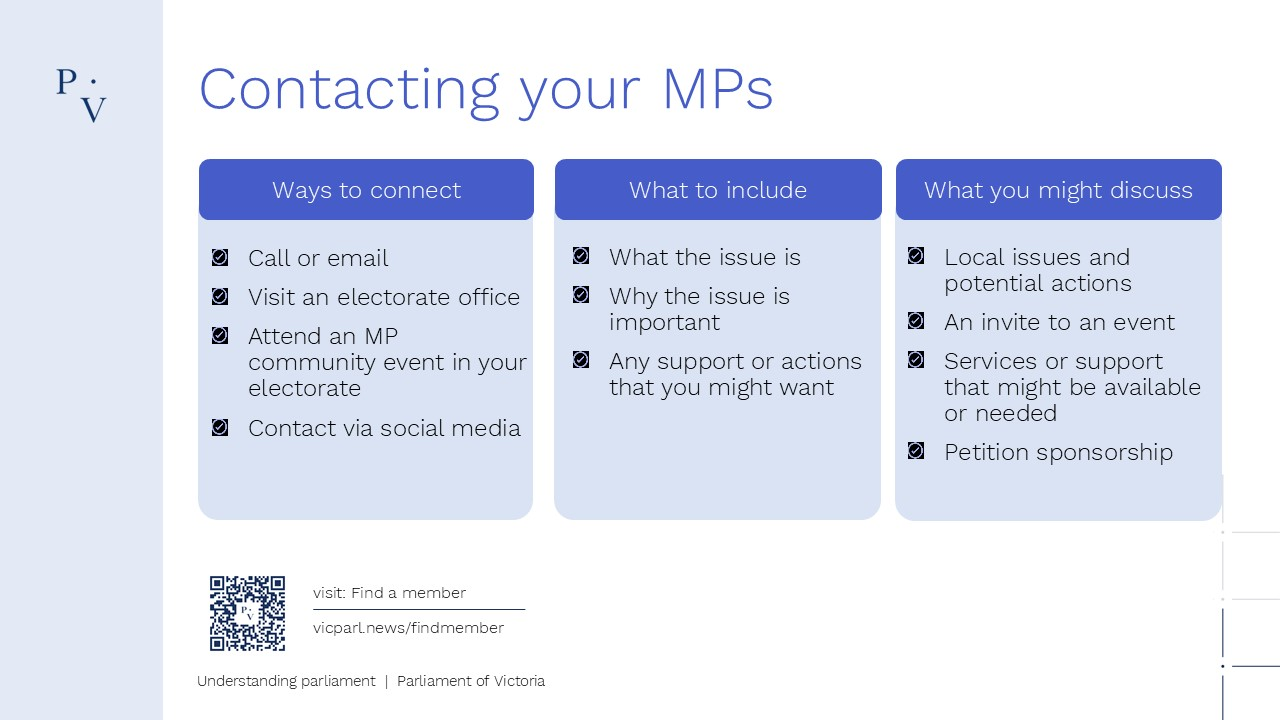 P .
V
Contacting your MPs
Ways to connect
Call or email
Visit an electorate office
Attend an MP
community event in your
electorate
Contact via social media
What to include
What the issue is
Why the issue is
important
Any support or actions
that you might want
What you might discuss
Local issues and
potential actions
An invite to an event
Services or support
that might be available
or needed
Petition sponsorship
P.
V
visit: Find a member
vicparl.news/findmember
Understanding parliament | Parliament of Victoria